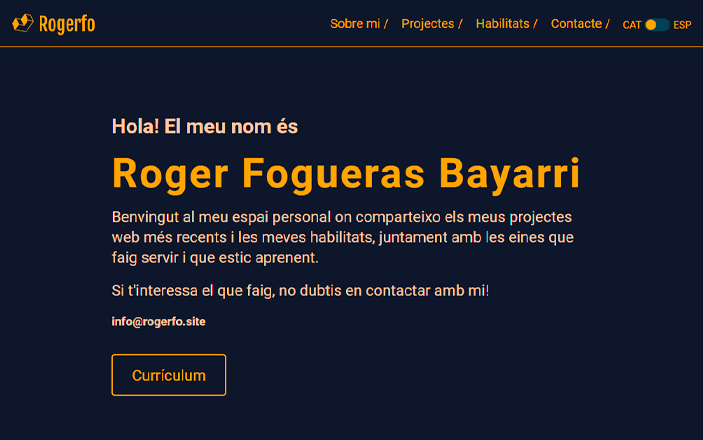 Rogerfo
Sobre mi / Projectes / Habilitats / Contacte / CAT ESP
Hola! El meu nom és
Roger Fogueras Bayarri
Benvingut al meu espai personal on comparteixo els meus projectes
web més recents i les meves habilitats, juntament amb les eines que
faig servir i que estic aprenent.
Si t'interessa el que faig, no dubtis en contactar amb mi!
info@rogerfo.site
Currículum